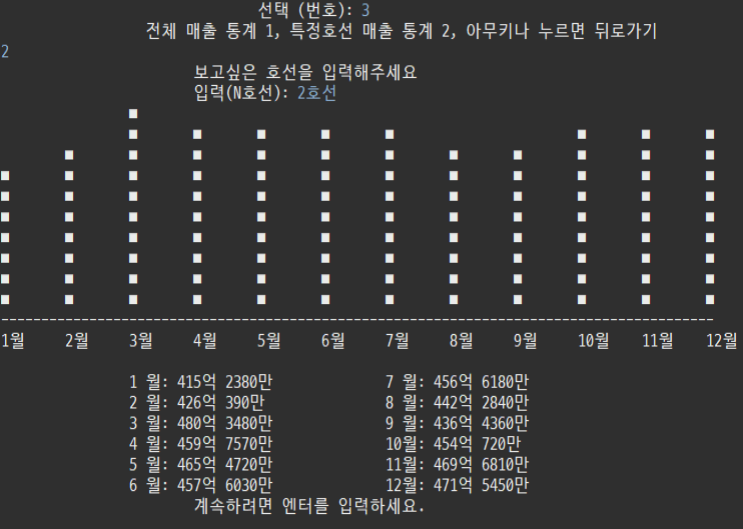 선택 (번호): 3
전체 매출 통계 1, 특정호선 매출 통계 2, 아무키나 누르면 뒤로가기
2
보고싶은 호선을 입력해주세요
입력(N호선): 2호선
1월 2월 3월 4월 5월 6월 7월 8월 9월 10월 11월 12월
1 월: 415억 2380만 7 월: 456억 6180만
2 월: 426억 390만 8 월: 442억 2840만
3 월: 480억 3480만 9 월: 436억 4360만
4 월: 459억 7570만 10월: 454억 720만
5 월: 465억 4720만 11월: 469억 6810만
6 월: 457억 6030만 12월: 471억 5450만
계속하려면 엔터를 입력하세요.